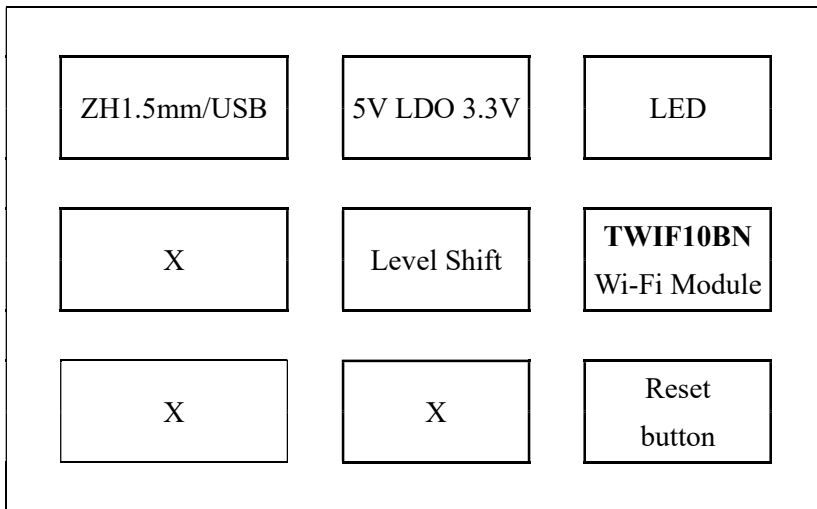 ZH1.5mm/USB
5V LDO 3.3V
LED
X
Level Shift
TWIF10BN
Wi-Fi Module
X
X
Reset
button